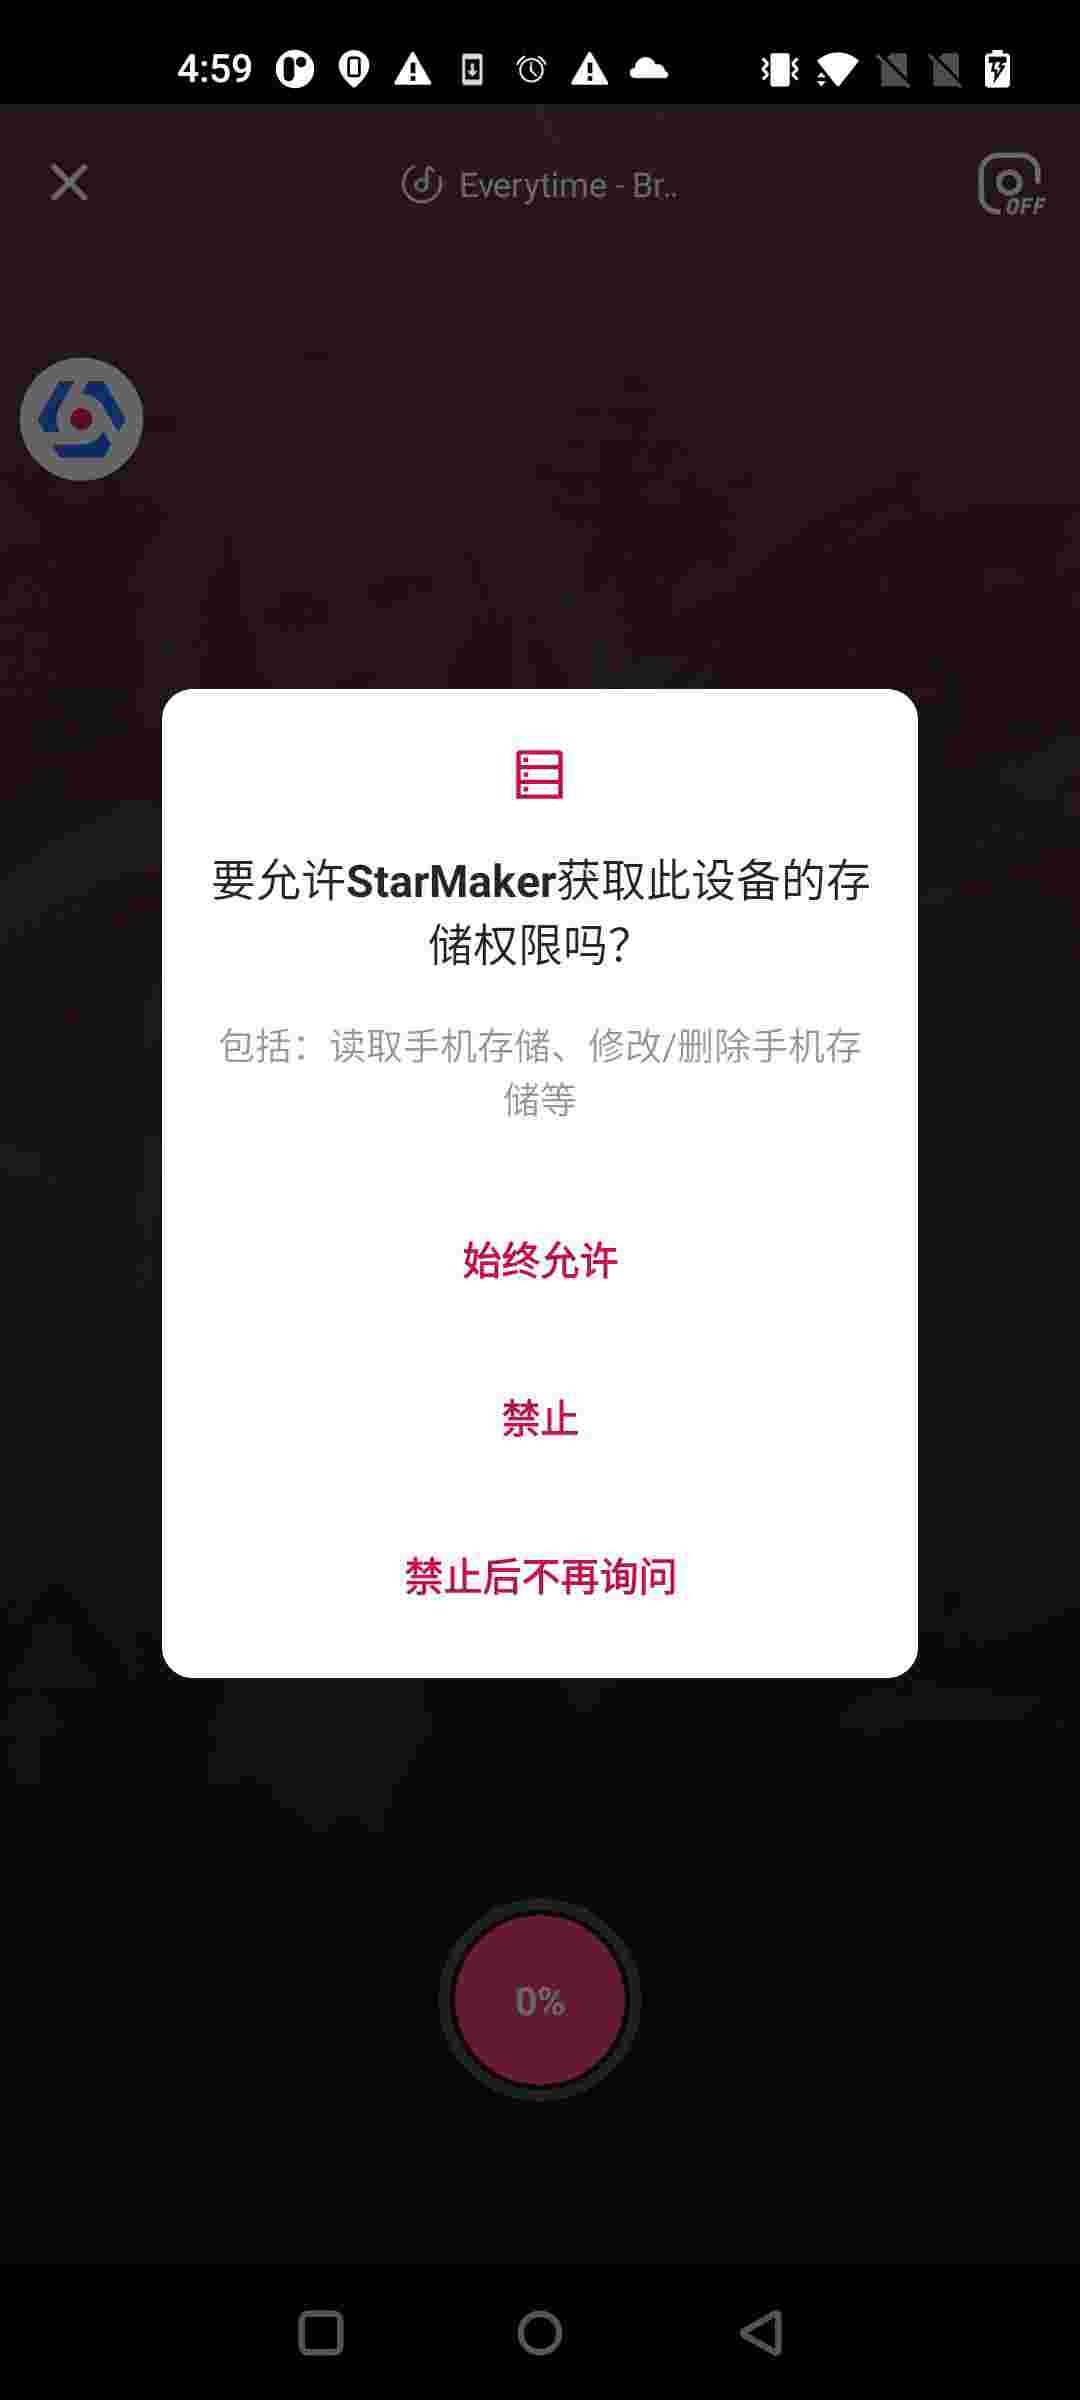 4:59
Everytime - Br..
OFF
要允许StarMaker获取此设备的存
储权限吗？
包括：读取手机存储、修改/删除手机存
储等
始终允许
禁止
禁止后不再询问
0%